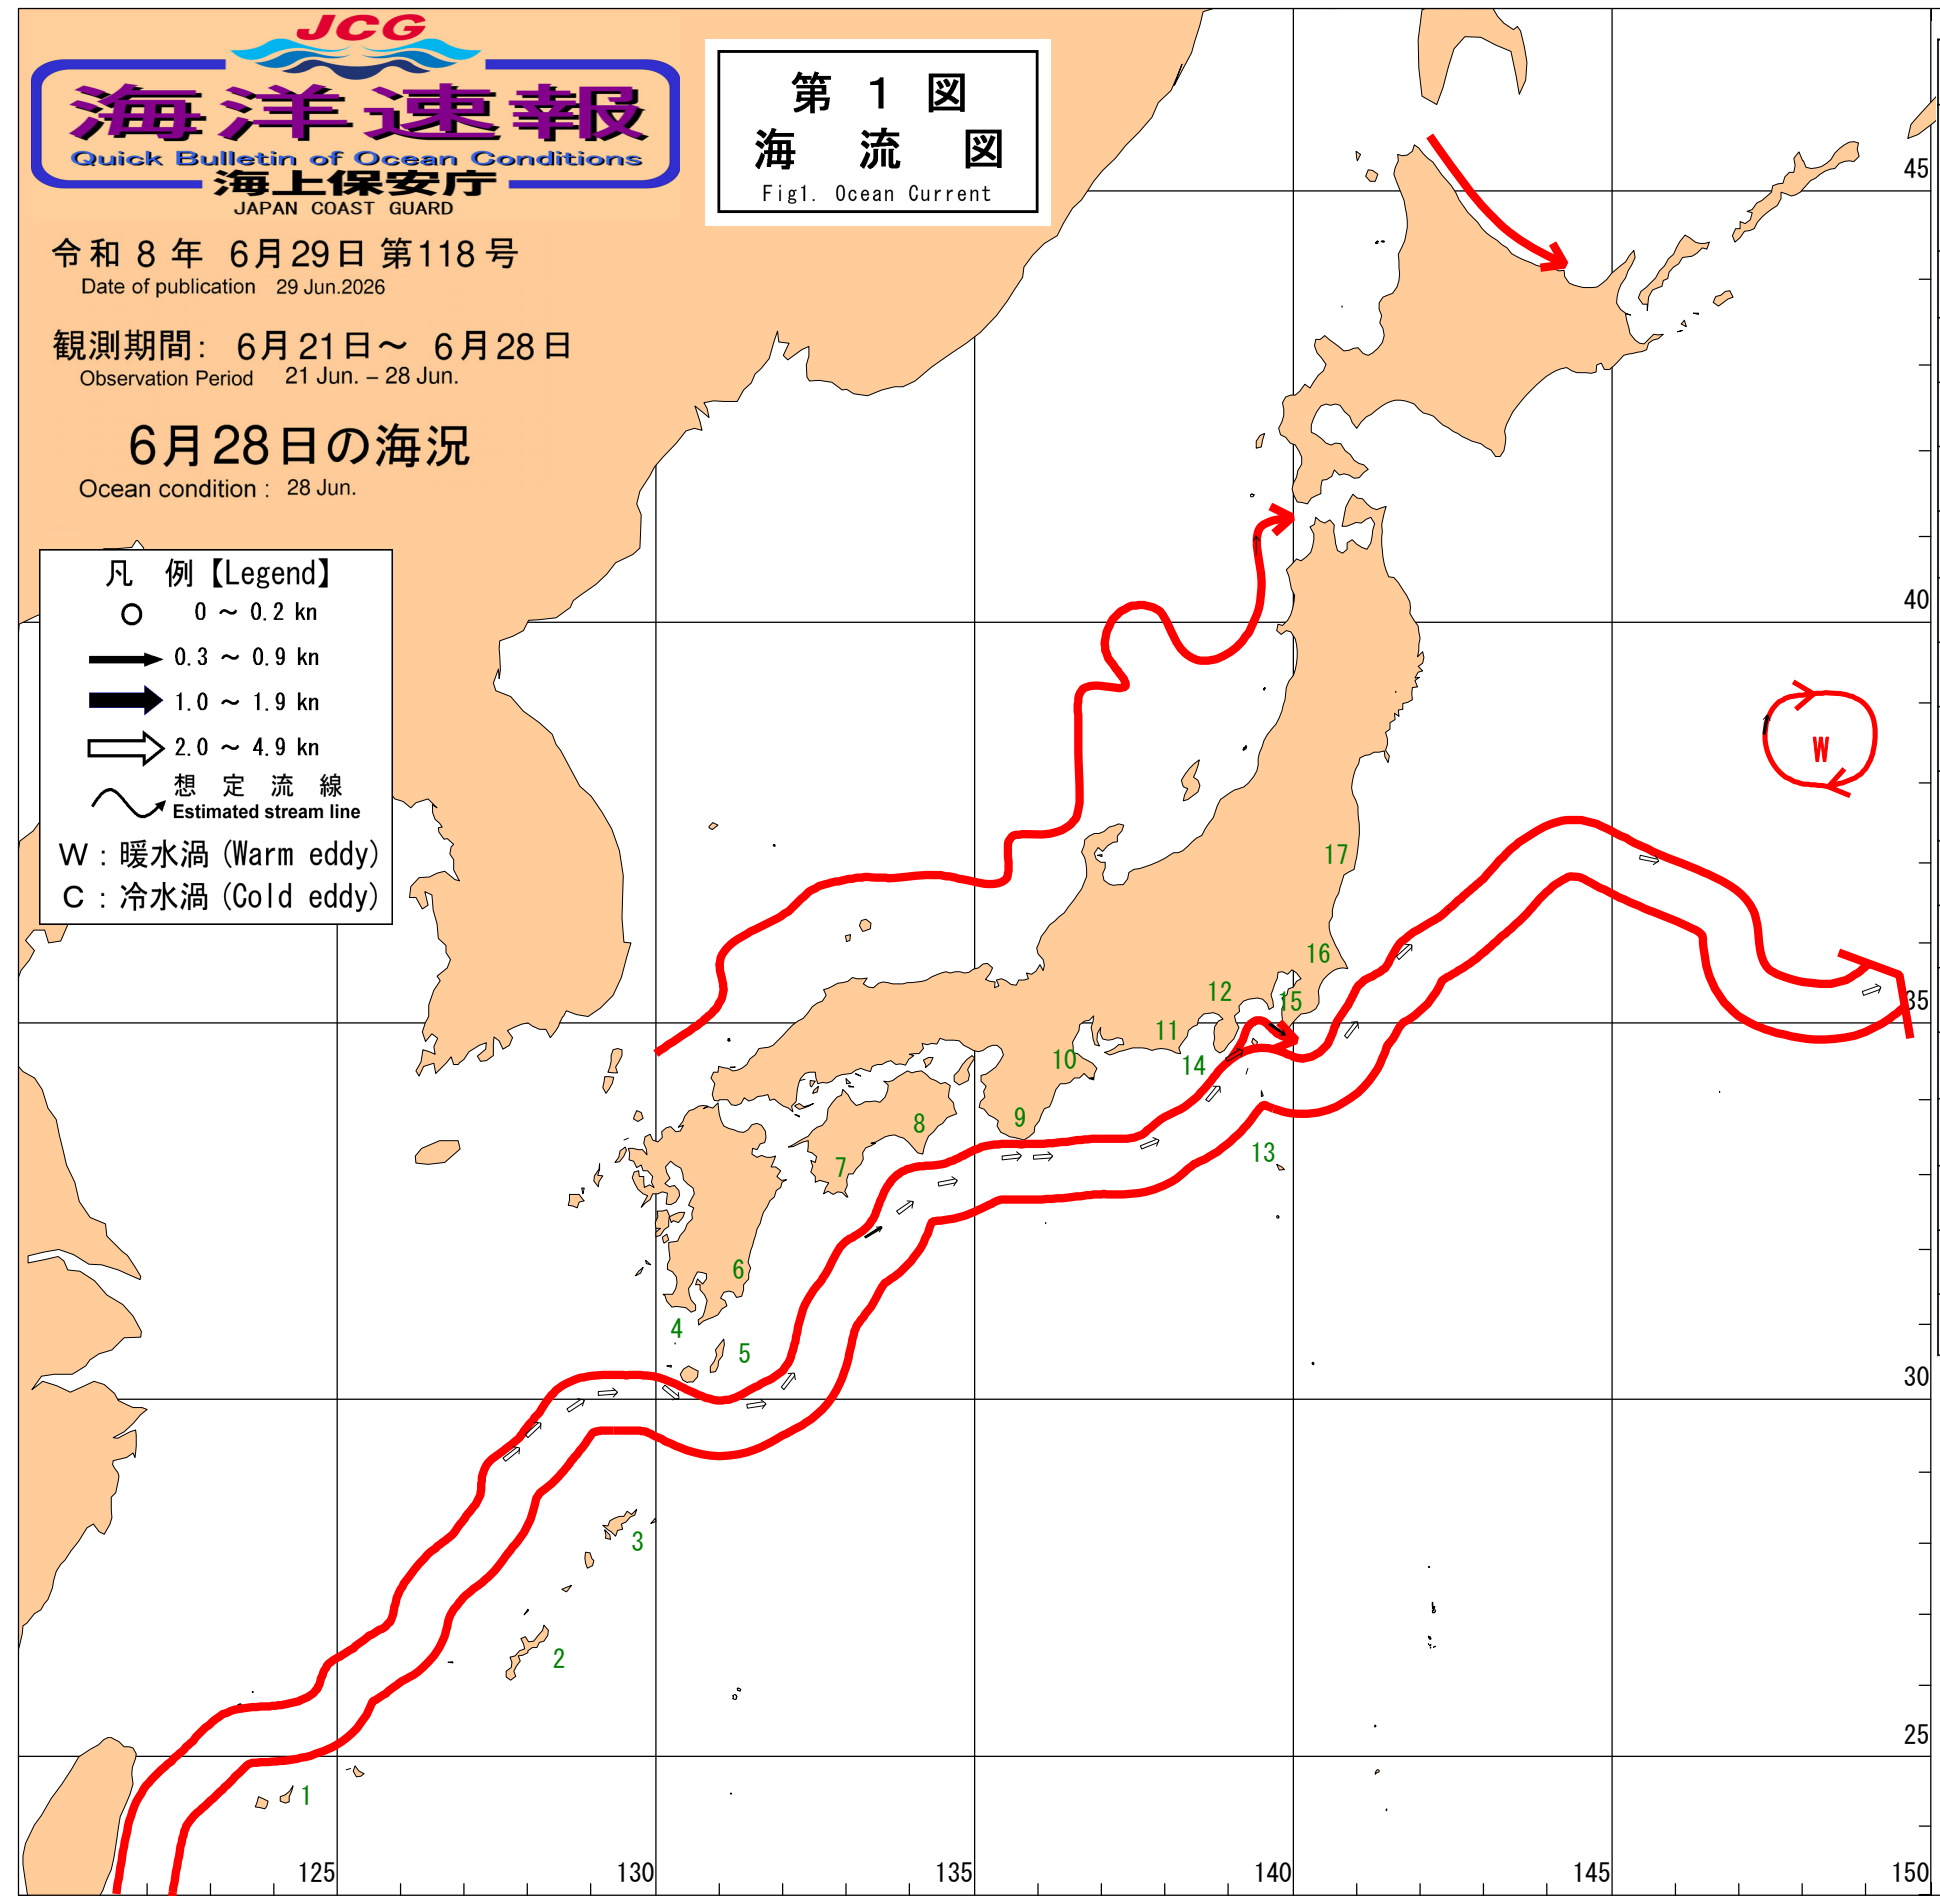 JCG
海洋速報
Quick Bulletin of Ocean Conditions
海上保安庁
JAPAN COAST GUARD
第 1 図
海 流 図
Fig1. Ocean Current
令和 8 年 6月29日 第118号
Date of publication 29 Jun.2026
観測期間: 6月21日～ 6月28日
Observation Period 21 Jun. – 28 Jun.
6月28日の海況
Ocean condition : 28 Jun.
凡 例【Legend】
0 ～ 0.2 kn
0.3 ～ 0.9 kn
1.0 ～ 1.9 kn
2.0 ～ 4.9 kn
想 定 流 線
Estimated stream line
W : 暖水渦 (Warm eddy)
C : 冷水渦 (Cold eddy)
45
40
W
17
16
12
15
35
11
10
14
9
8
13
7
6
4
5
30
3
2
25
1
125
130
135
140
145
150